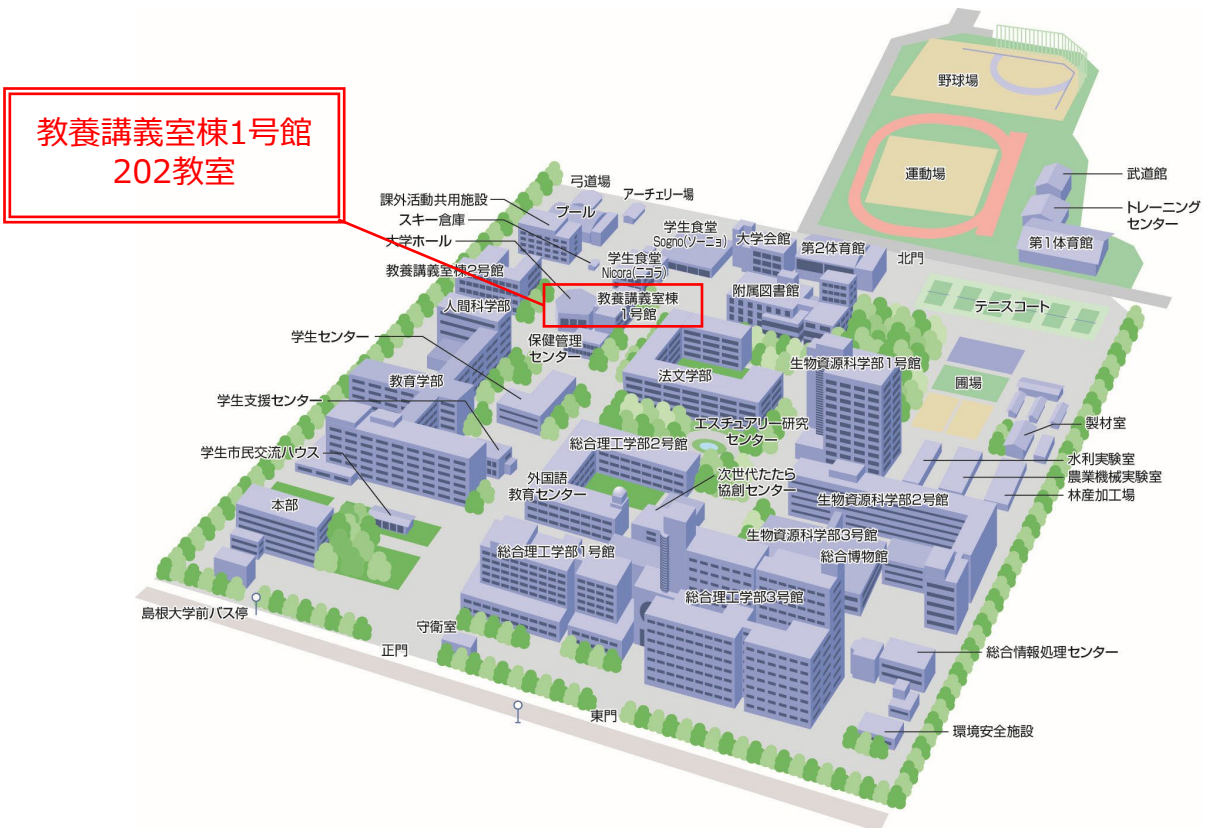 教養講義室棟1号館
202教室
野球場
運動場
武道館
トレーニング
センター
第1体育館
弓道場
アーチェリー場
課外活動共用施設
プール
スキー倉庫
学生食堂
Sogno(ソーニョ)
大学会館
第2体育館
北門
大学ホール
学生食堂
Nicora(ニコラ)
教養講義室棟2号館
附属図書館
教養講義室棟
1号館
人間科学部
テニスコート
学生センター
保健管理
センター
生物資源科学部1号館
教育学部
法文学部
圃場
学生支援センター
エスチュアリー研究
センター
製材室
学生市民交流ハウス
総合理工学部2号館
水利実験室
外国語
教育センター
次世代たたら
協創センター
農業機械実験室
林産加工場
本部
生物資源科学部2号館
生物資源科学部3号館
総合理工学部1号館
総合博物館
総合理工学部3号館
島根大学前バス停
守衛室
正門
総合情報処理センター
東門
環境安全施設